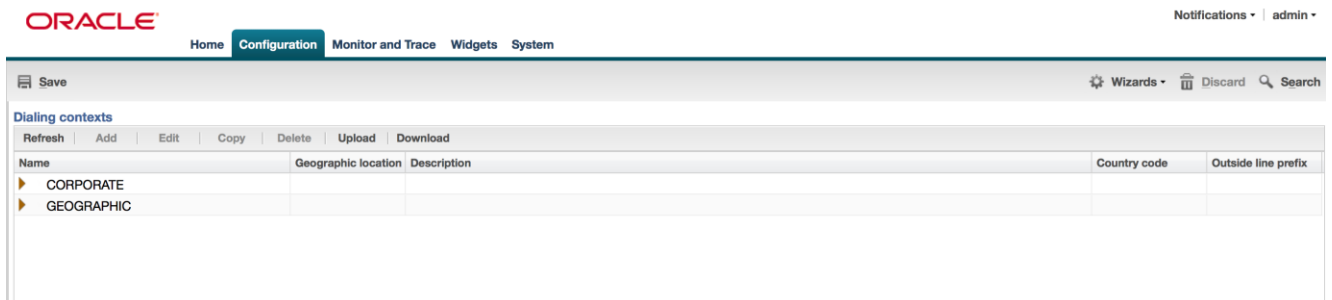 ORACLE
Notifications admin
Home Configuration Monitor and Trace Widgets System
Save Wizards Discard Search
Dialing contexts
Refresh Add Edit Copy Delete Upload Download
Name Geographic location Description Country code Outside line prefix
CORPORATE
GEOGRAPHIC